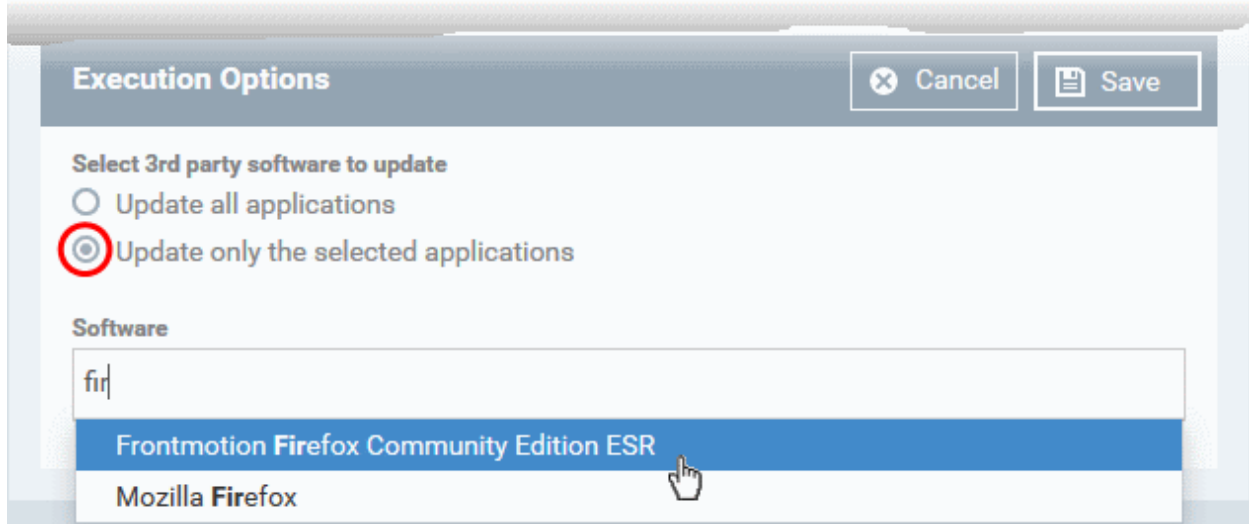 Execution Options
Cancel
Save
Select 3rd party software to update
Update all applications
Update only the selected applications
Software
fir
Frontmotion Firefox Community Edition ESR
Mozilla Firefox